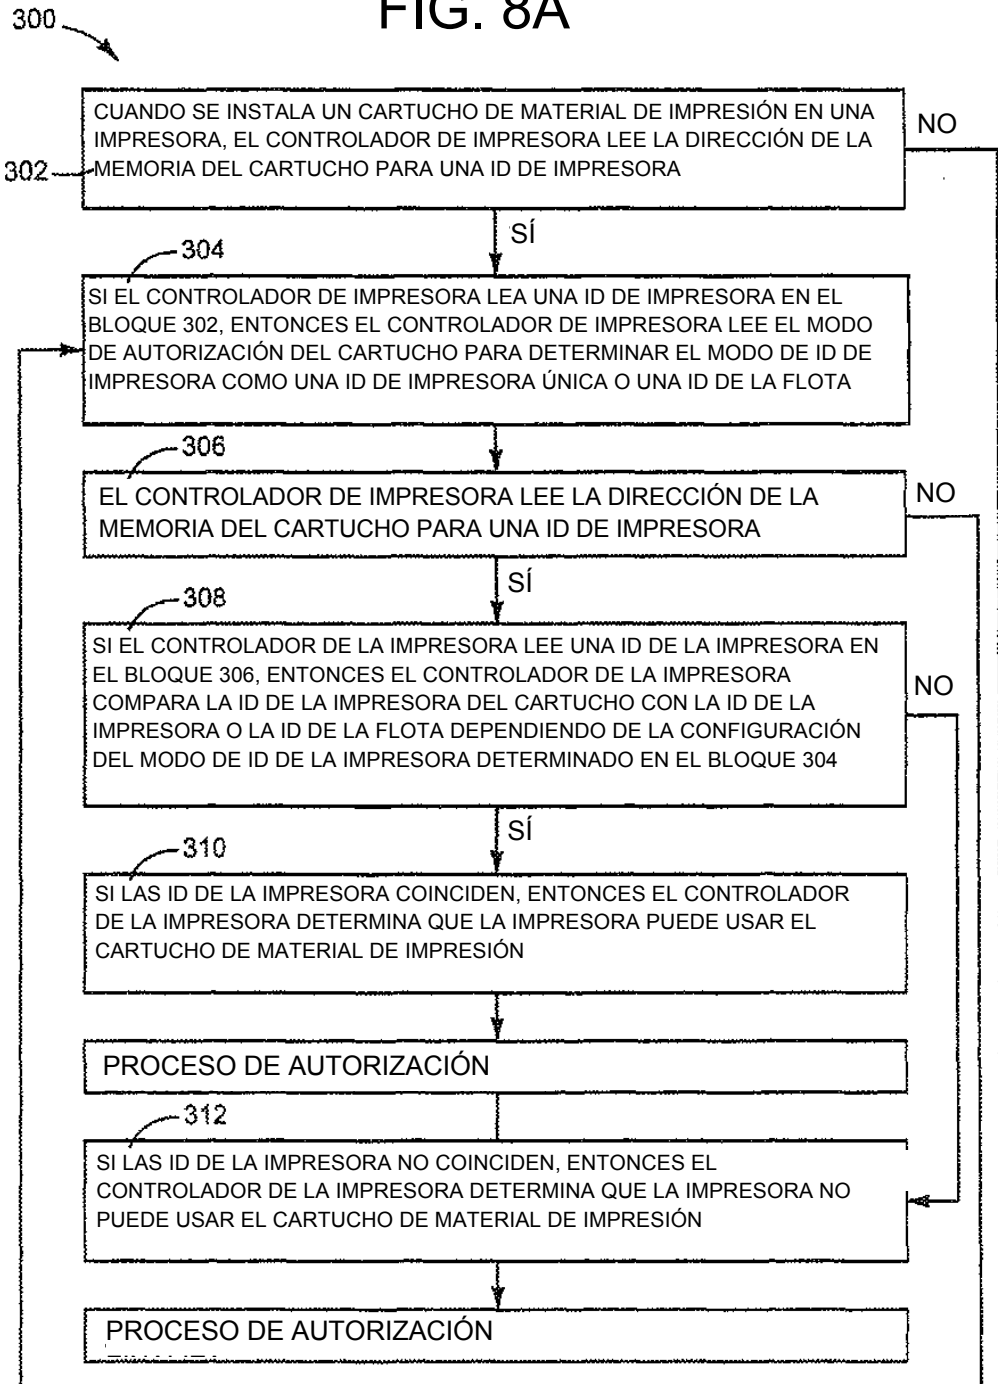 FIG. 8A
300
CUANDO SE INSTALA UN CARTUCHO DE MATERIAL DE IMPRESIÓN EN UNA
IMPRESORA, EL CONTROLADOR DE IMPRESORA LEE LA DIRECCIÓN DE LA
MEMORIA DEL CARTUCHO PARA UNA ID DE IMPRESORA
NO
302
SÍ
304
SI EL CONTROLADOR DE IMPRESORA LEA UNA ID DE IMPRESORA EN EL
BLOQUE 302, ENTONCES EL CONTROLADOR DE IMPRESORA LEE EL MODO
DE AUTORIZACIÓN DEL CARTUCHO PARA DETERMINAR EL MODO DE ID DE
IMPRESORA COMO UNA ID DE IMPRESORA ÚNICA O UNA ID DE LA FLOTA
306
EL CONTROLADOR DE IMPRESORA LEE LA DIRECCIÓN DE LA
MEMORIA DEL CARTUCHO PARA UNA ID DE IMPRESORA
NO
SÍ
308
SI EL CONTROLADOR DE LA IMPRESORA LEE UNA ID DE LA IMPRESORA EN
EL BLOQUE 306, ENTONCES EL CONTROLADOR DE LA IMPRESORA
COMPARA LA ID DE LA IMPRESORA DEL CARTUCHO CON LA ID DE LA
IMPRESORA O LA ID DE LA FLOTA DEPENDIENDO DE LA CONFIGURACIÓN
DEL MODO DE ID DE LA IMPRESORA DETERMINADO EN EL BLOQUE 304
NO
SÍ
310
SI LAS ID DE LA IMPRESORA COINCIDEN, ENTONCES EL CONTROLADOR
DE LA IMPRESORA DETERMINA QUE LA IMPRESORA PUEDE USAR EL
CARTUCHO DE MATERIAL DE IMPRESIÓN
PROCESO DE AUTORIZACIÓN
312
SI LAS ID DE LA IMPRESORA NO COINCIDEN, ENTONCES EL
CONTROLADOR DE LA IMPRESORA DETERMINA QUE LA IMPRESORA NO
PUEDE USAR EL CARTUCHO DE MATERIAL DE IMPRESIÓN
PROCESO DE AUTORIZACIÓN